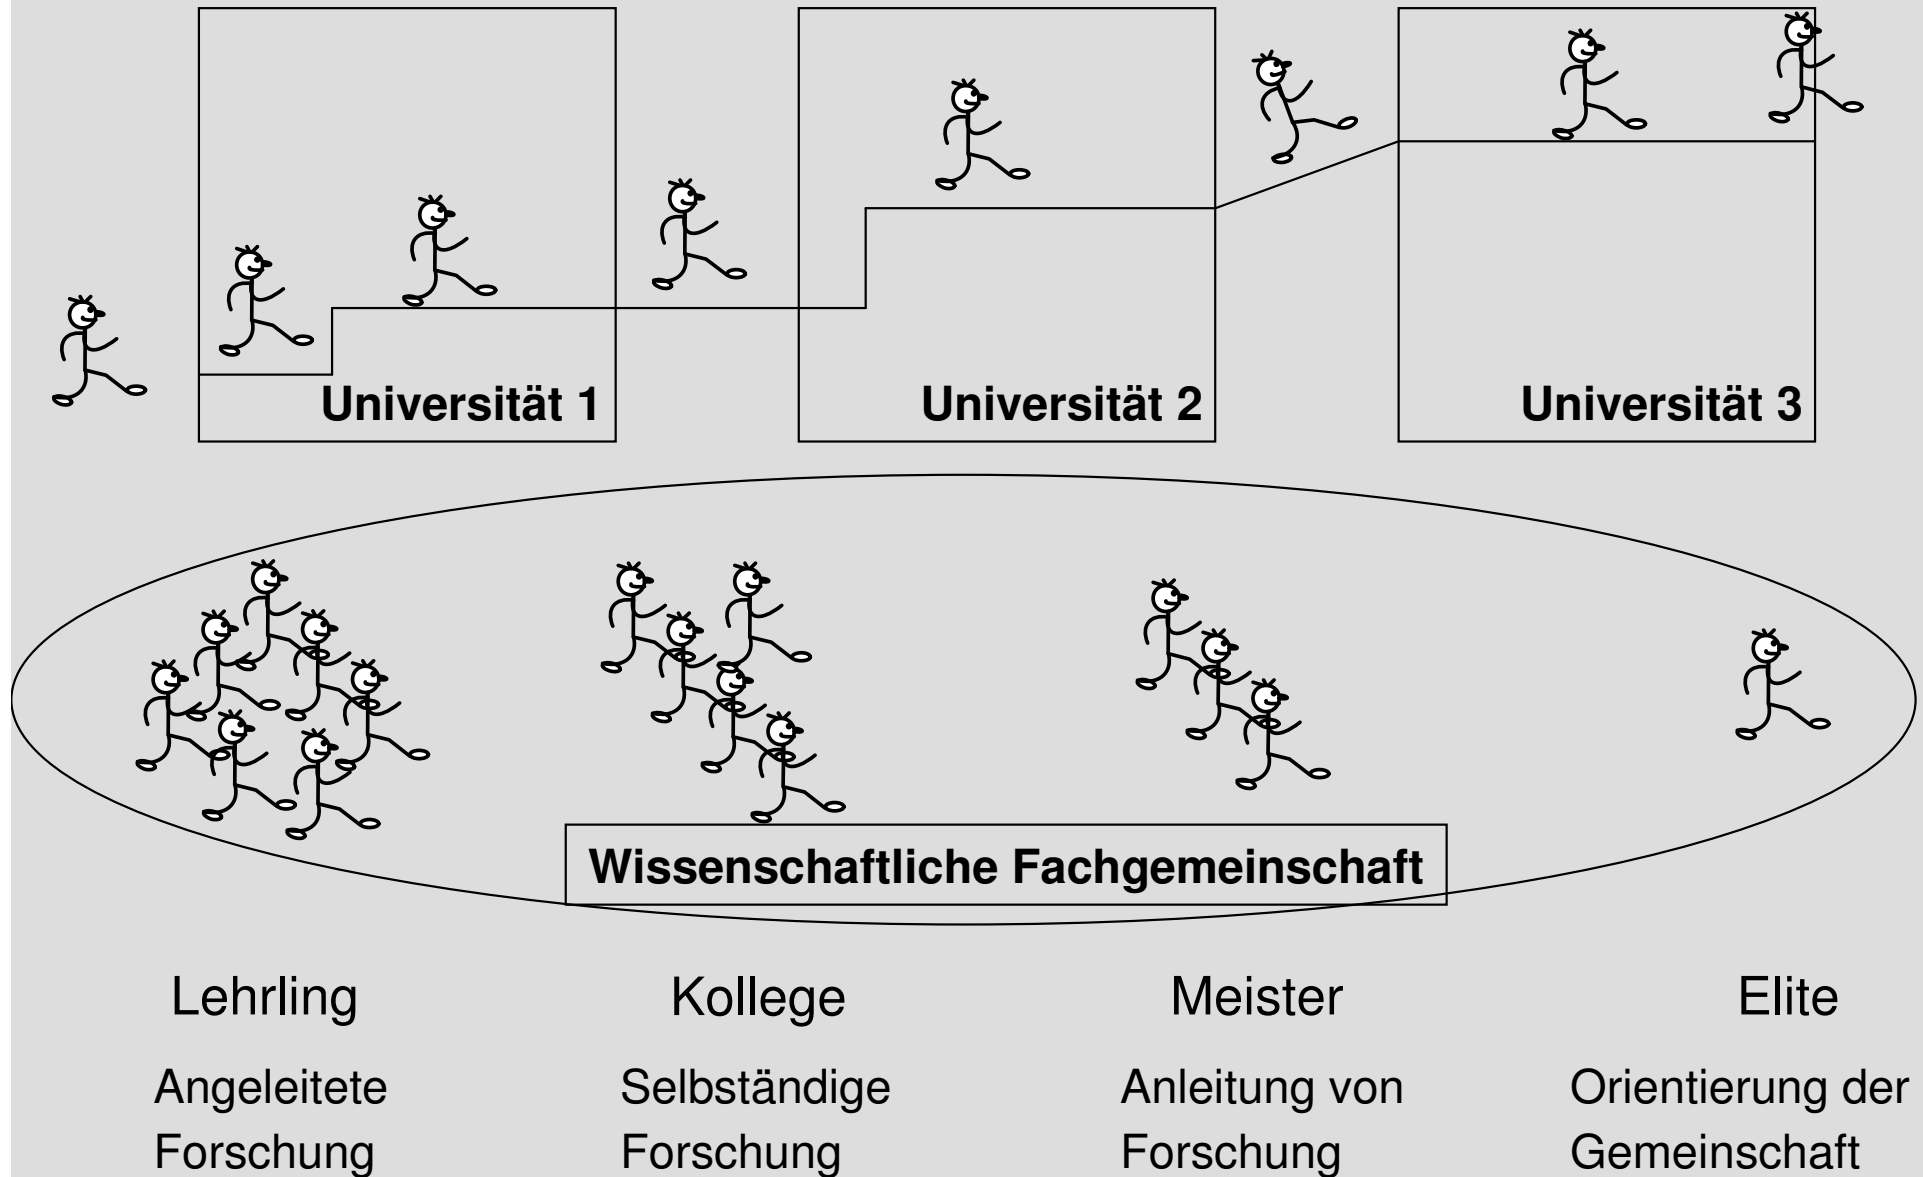 Universität 1
Universität 2
Universität 3
Wissenschaftliche Fachgemeinschaft
Lehrling
Kollege
Meister
Elite
Angeleitete
Forschung
Selbständige
Forschung
Anleitung von
Forschung
Orientierung der
Gemeinschaft